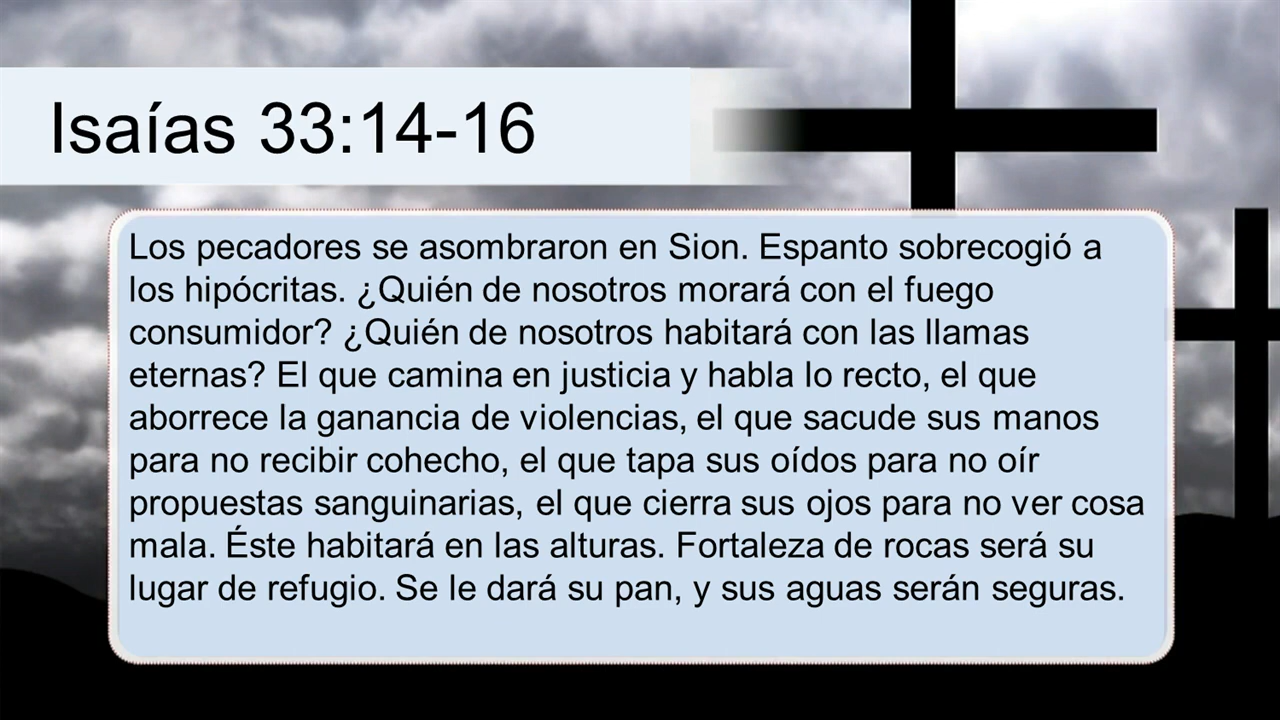 Isaías 33:14-16
Los pecadores se asombraron en Sion. Espanto sobrecogió a
los hipócritas. ¿Quién de nosotros morará con el fuego
consumidor? ¿Quién de nosotros habitará con las llamas
eternas? El que camina en justicia y habla lo recto, el que
aborrece la ganancia de violencias, el que sacude sus manos
para no recibir cohecho, el que tapa sus oídos para no oír
propuestas sanguinarias, el que cierra sus ojos para no ver cosa
mala. Éste habitará en las alturas. Fortaleza de rocas será su
lugar de refugio. Se le dará su pan, y sus aguas serán seguras.